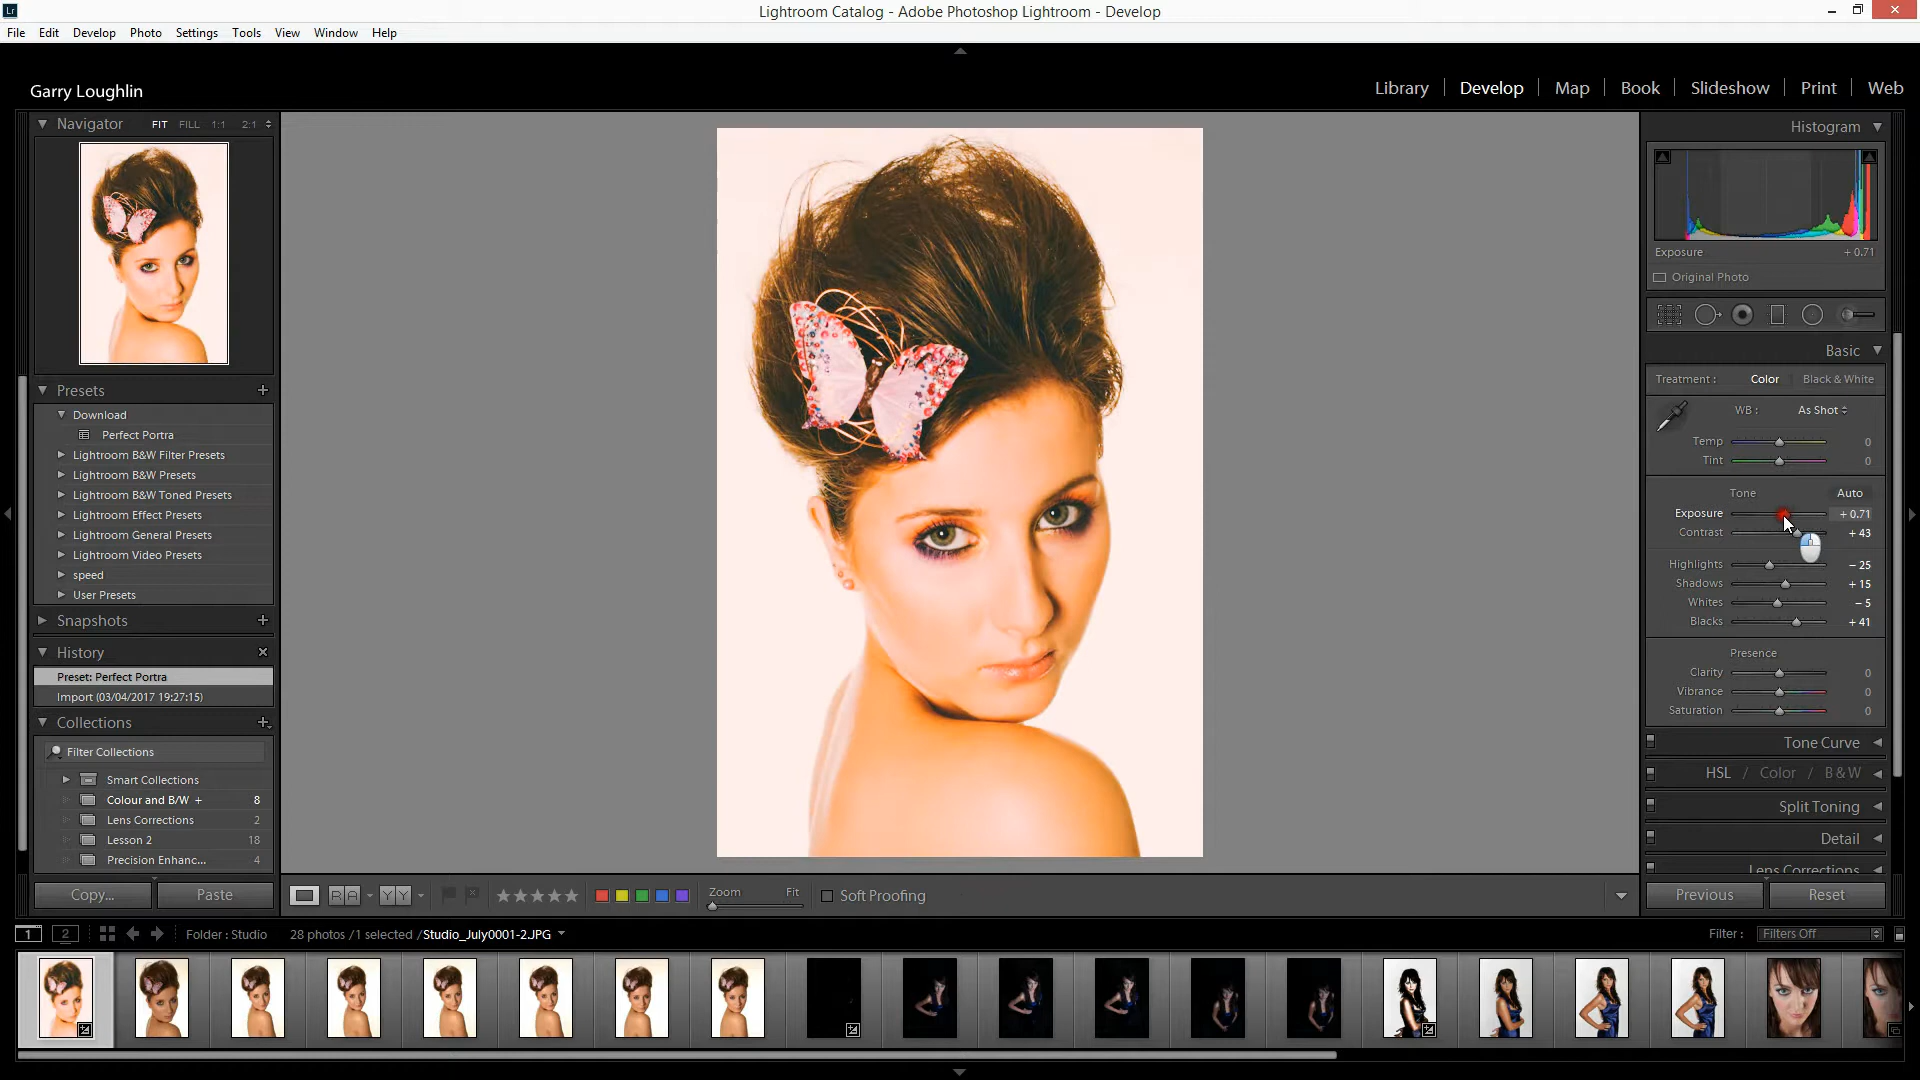 Lr
Lightroom Catalog - Adobe Photoshop Lightroom - Develop
File Edit Develop Photo Settings Tools View Window Help
Garry Loughlin
Library Develop Map Book Slideshow Print Web
Navigator FIT FILL 1:1 2:1
Presets
Download
Perfect Portra
Lightroom B&W Filter Presets
Lightroom B&W Presets
Lightroom B&W Toned Presets
Lightroom Effect Presets
Lightroom General Presets
Lightroom Video Presets
speed
User Presets
Snapshots
History
Preset: Perfect Portra
Import (03/04/2017 19:27:15)
Collections
Filter Collections
Smart Collections
Colour and B/W + 8
Lens Corrections 2
Lesson 2 18
Precision Enhanc... 4
Copy... Paste
Histogram
Exposure + 0.71
Original Photo
Basic
Treatment : Color Black & White
WB : As Shot
Temp 0
Tint 0
Tone Auto
Exposure + 0.71
Contrast + 43
Highlights − 25
Shadows + 15
Whites − 5
Blacks + 41
Presence
Clarity 0
Vibrance 0
Saturation 0
Tone Curve
HSL / Color / B & W
Split Toning
Detail
Lens Corrections
Previous Reset
R A Y Y Zoom Fit Soft Proofing
1 2 Folder : Studio 28 photos /1 selected /Studio_July0001-2.JPG Filter : Filters Off